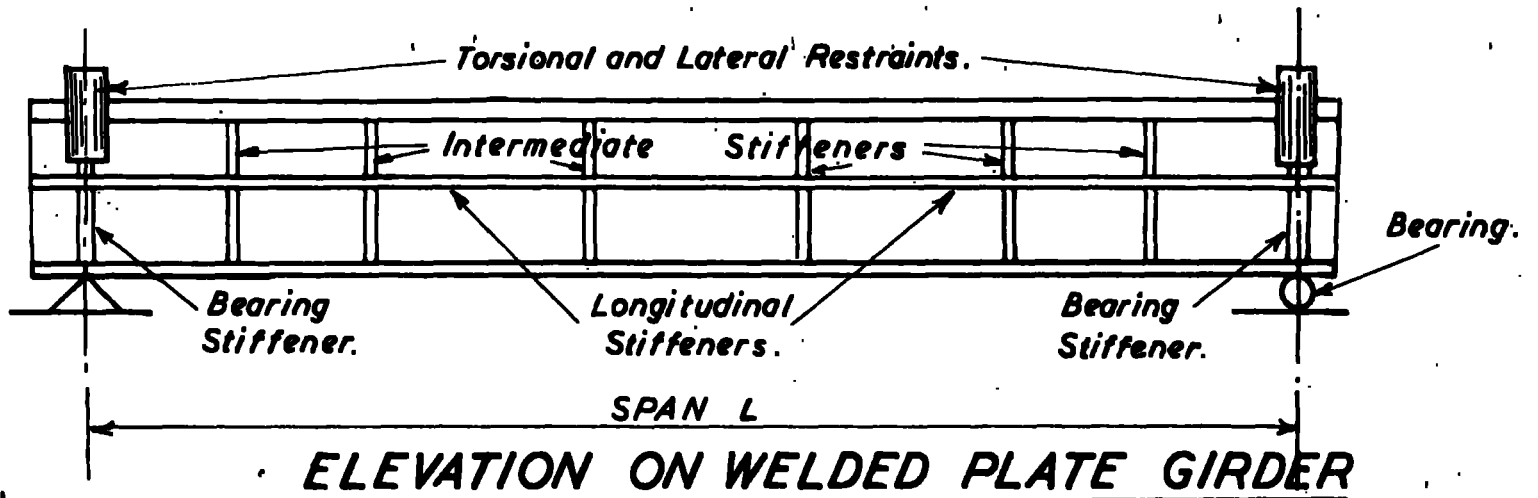 Torsional and Lateral Restraints.
Intermediate Stiffeners
Bearing.
Bearing
Stiffener.
Longitudinal
Stiffeners.
Bearing
Stiffener.
SPAN L
ELEVATION ON WELDED PLATE GIRDER